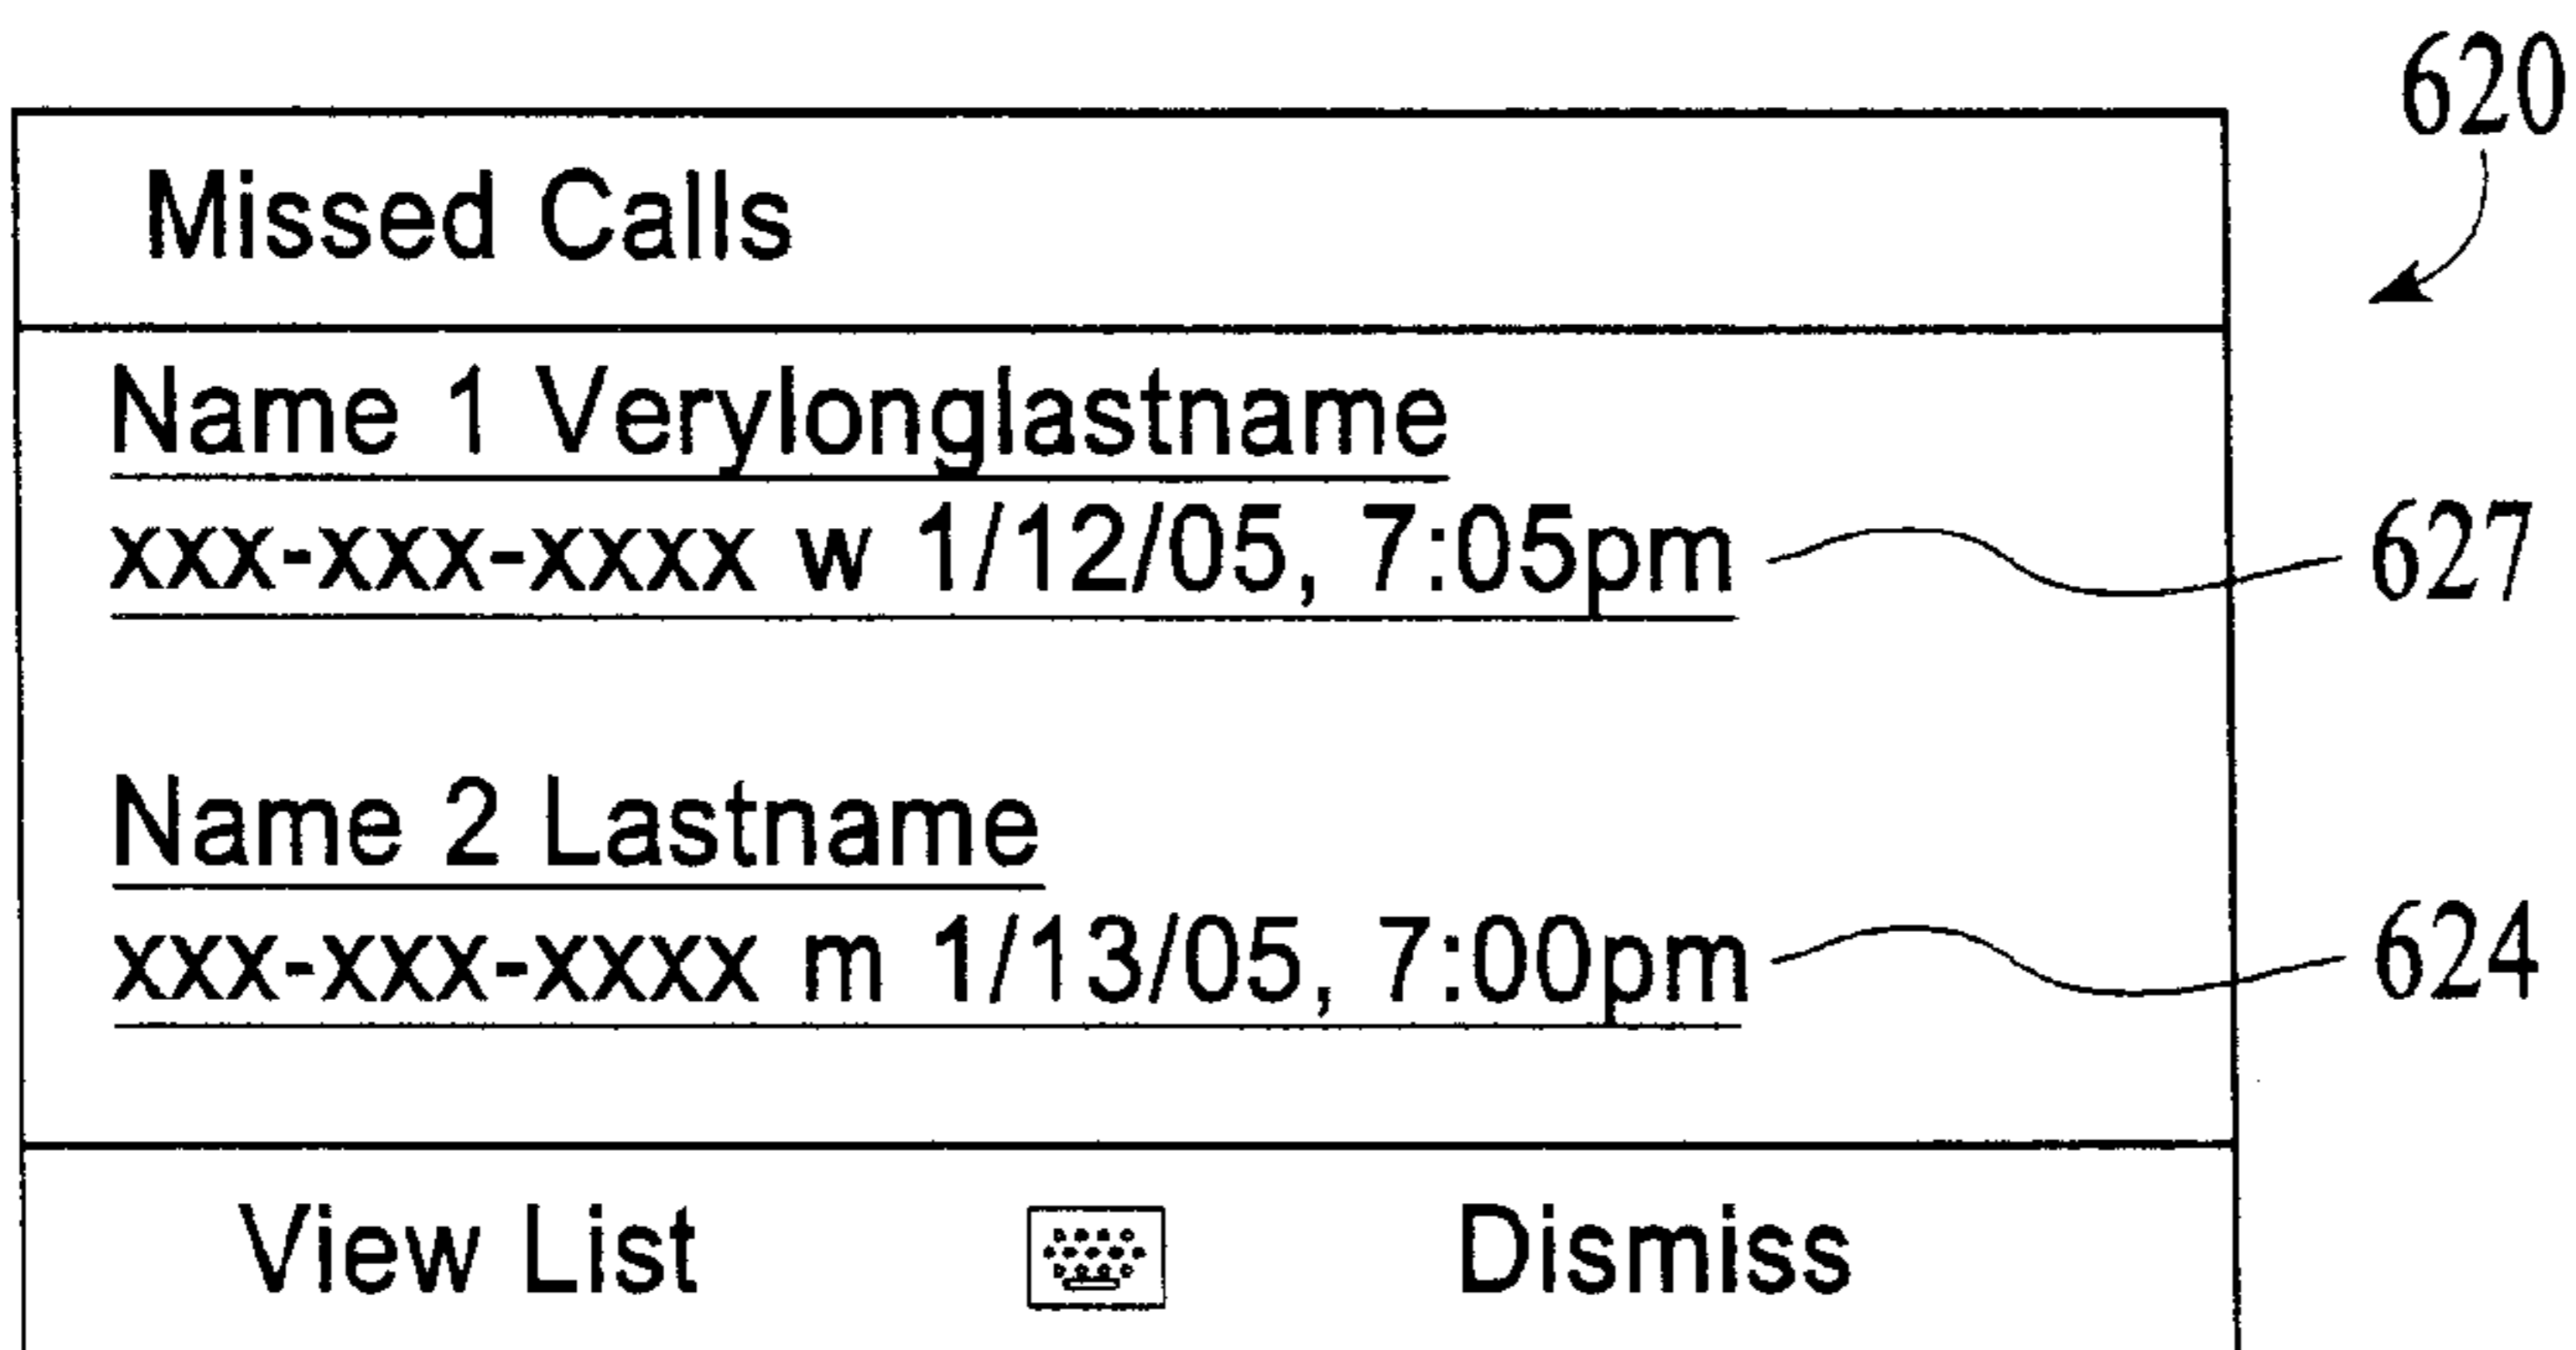 620
Missed Calls
Name 1 Verylonglastname
xxx-xxx-xxxx w 1/12/05, 7:05pm
627
Name 2 Lastname
xxx-xxx-xxxx m 1/13/05, 7:00pm
624
View List
Dismiss